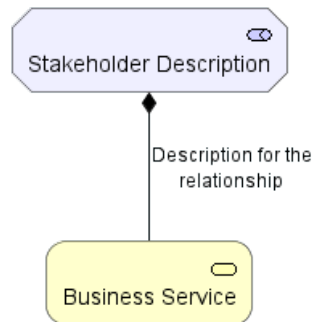 Stakeholder Description
Description for the
relationship
Business Service